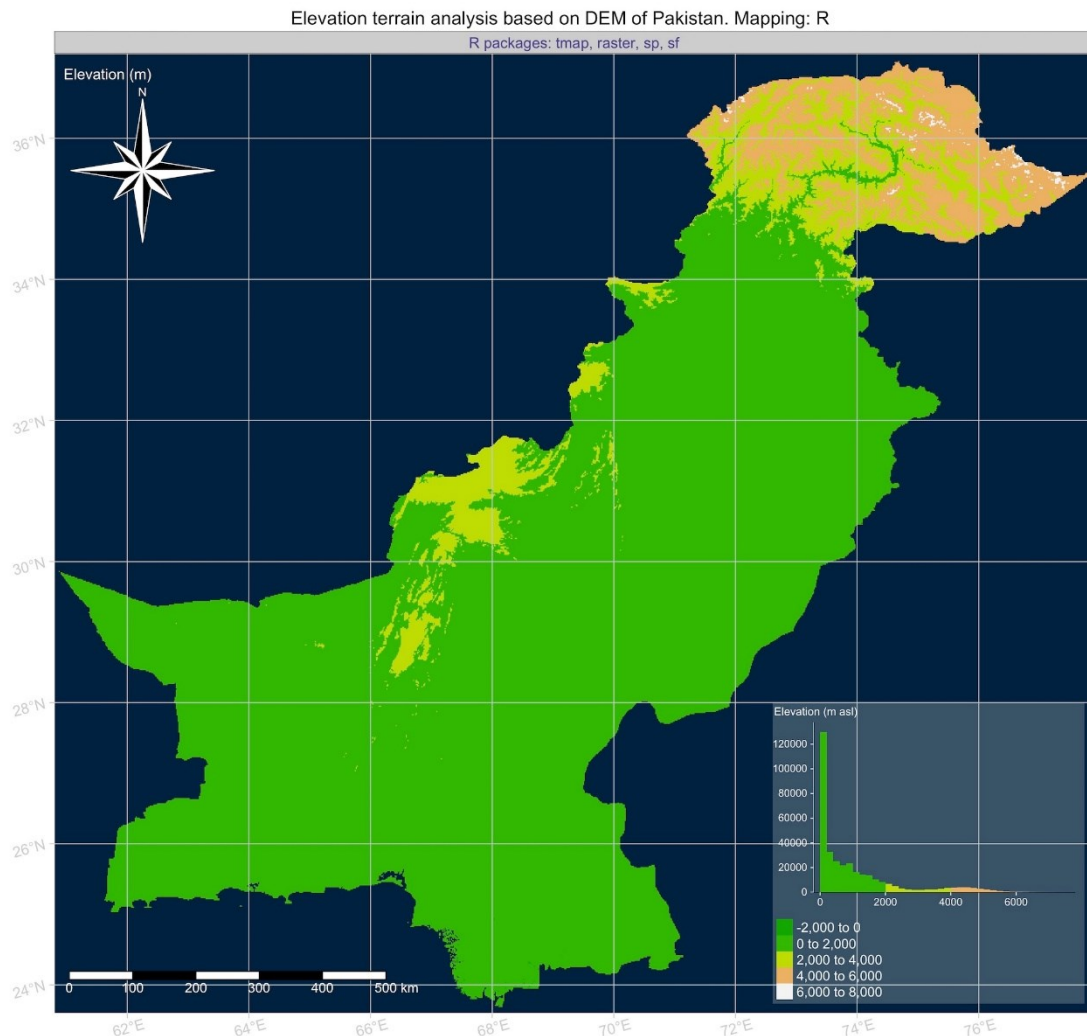 Elevation terrain analysis based on DEM of Pakistan. Mapping: R
R packages: tmap, raster, sp, sf
Elevation (m)
N
36°N
34°N
32°N
30°N
28°N
26°N
24°N
Elevation (m asl)
120000
100000
80000
60000
40000
20000
0
0 2000 4000 6000
-2,000 to 0
0 to 2,000
2,000 to 4,000
4,000 to 6,000
6,000 to 8,000
0 100 200 300 400 500 km
62°E 64°E 66°E 68°E 70°E 72°E 74°E 76°E